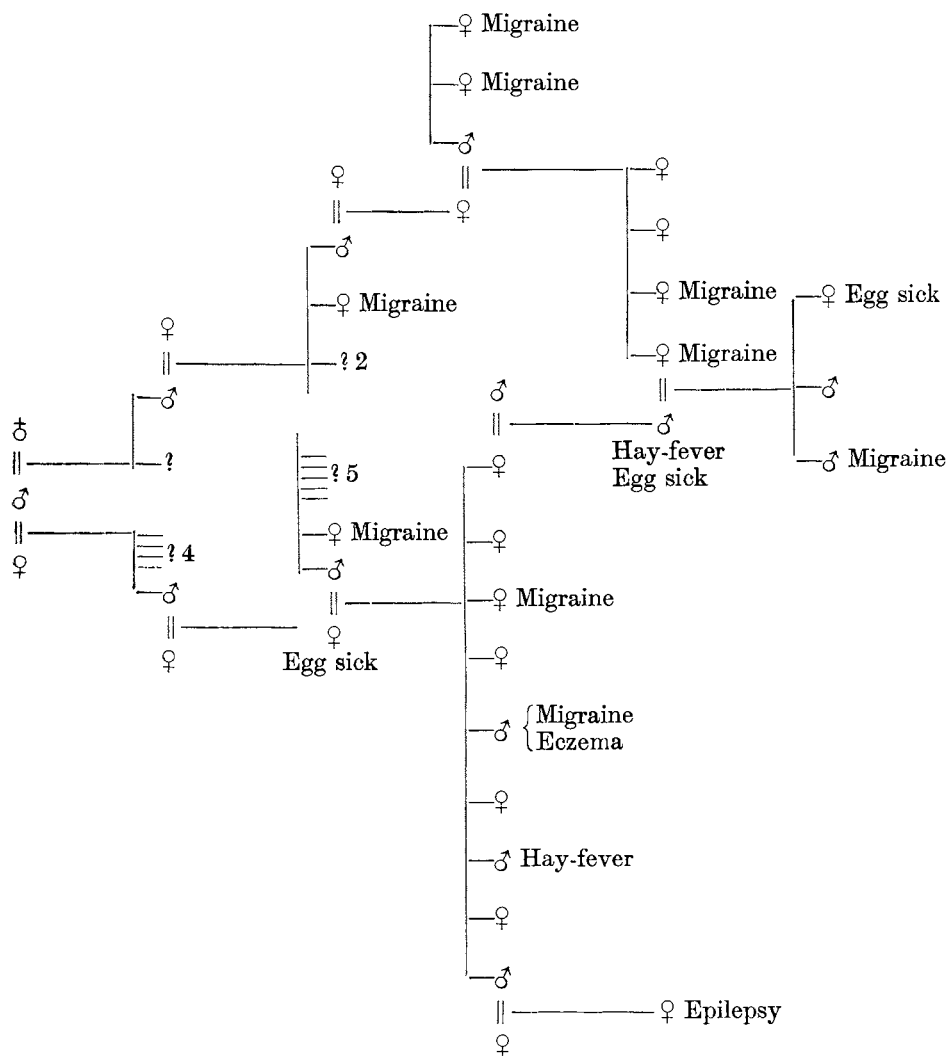 ♀ Migraine
♀ Migraine
♂
♀
♀
♀
♀
♂
♀
♀ Migraine
♀ Egg sick
♀ Migraine
♀
♀ Migraine
? 2
♂
♂
♂
♂
♂
♁
?
Hay-fever
Egg sick
♂ Migraine
♀
? 5
♂
♀ Migraine
♀
? 4
♀
♂
♂
♀ Migraine
♀
Egg sick
♀
♀
♂ { Migraine
Eczema
♀
♂ Hay-fever
♀
♂
♀ Epilepsy
♀